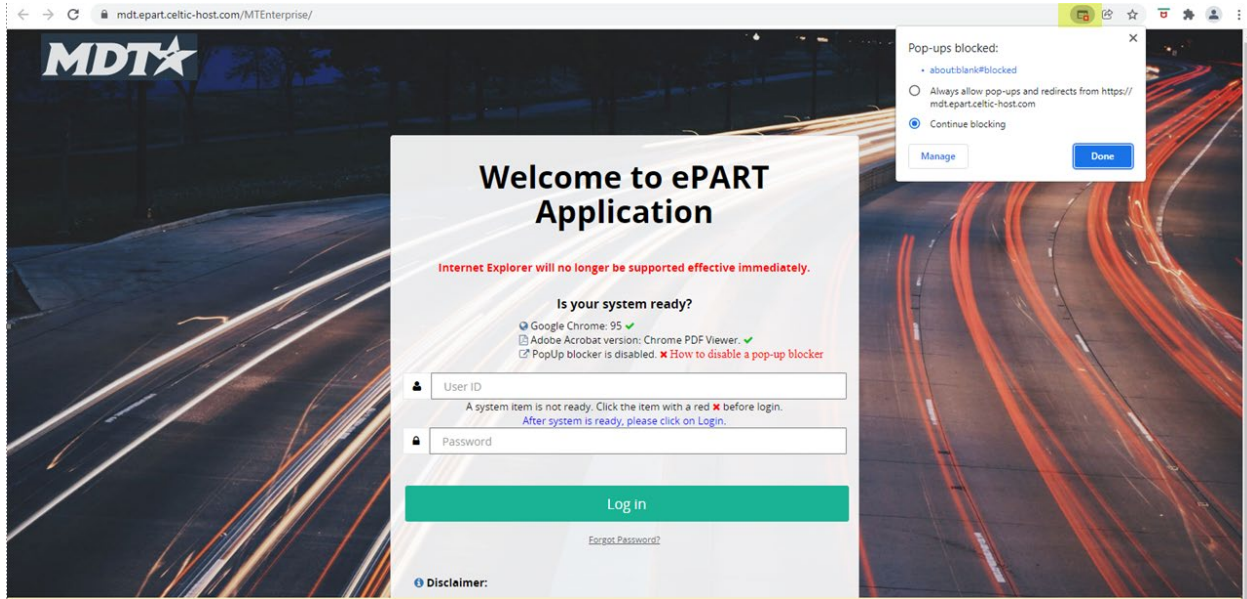 mdt.epart.celtic-host.com/MTEnterprise/
MDT
Pop-ups blocked:
• about:blank#blocked
Always allow pop-ups and redirects from https://
mdt.epart.celtic-host.com
Continue blocking
Manage
Done
Welcome to ePART
Application
Internet Explorer will no longer be supported effective immediately.
Is your system ready?
Google Chrome: 95 ✔
Adobe Acrobat version: Chrome PDF Viewer. ✔
PopUp blocker is disabled. ✖ How to disable a pop-up blocker
User ID
A system item is not ready. Click the item with a red ✖ before login.
After system is ready, please click on Login.
Password
Log in
Forgot Password?
Disclaimer: